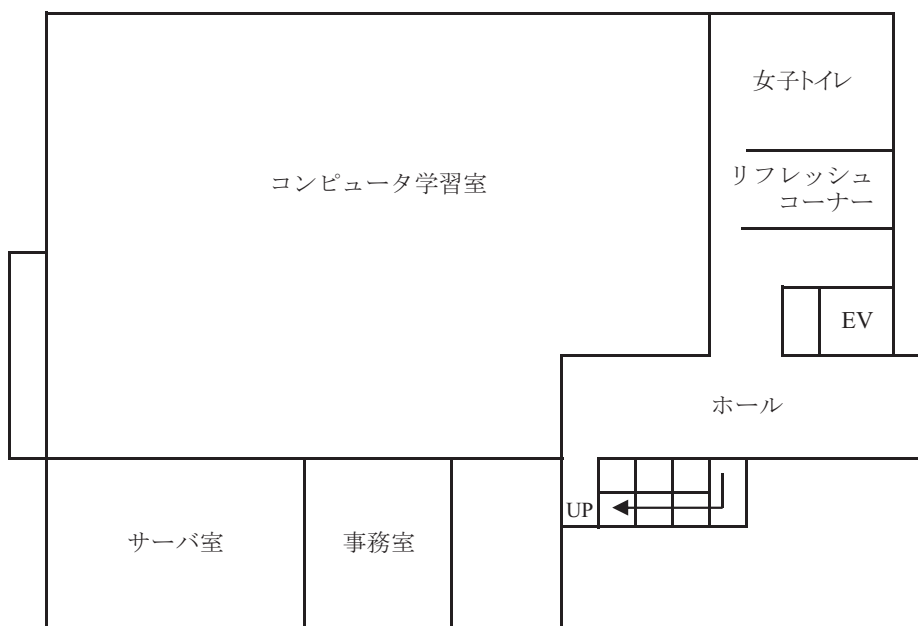 女子トイレ
リフレッシュ
コーナー
コンピュータ学習室
EV
ホール
UP
サーバ室
事務室